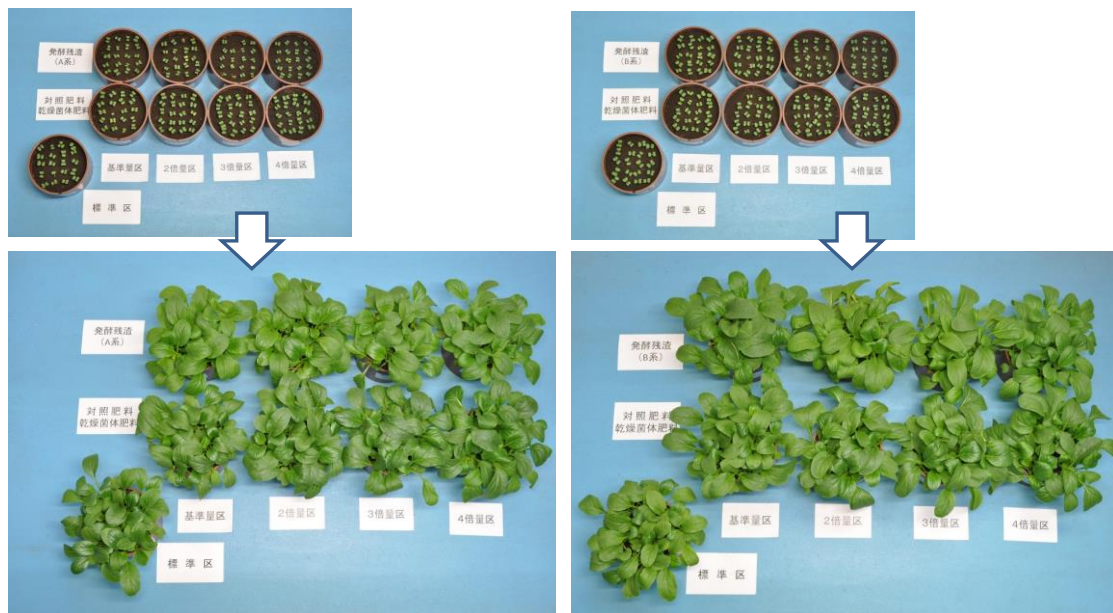 発酵残渣
(A系)
対照肥料
乾燥菌体肥料
基準量区
2倍量区
3倍量区
4倍量区
標準区
発酵残渣
(B系)
対照肥料
乾燥菌体肥料
基準量区
2倍量区
3倍量区
4倍量区
標準区
発酵残渣
(A系)
対照肥料
乾燥菌体肥料
基準量区
2倍量区
3倍量区
4倍量区
標準区
発酵残渣
(B系)
対照肥料
乾燥菌体肥料
基準量区
2倍量区
3倍量区
4倍量区
標準区